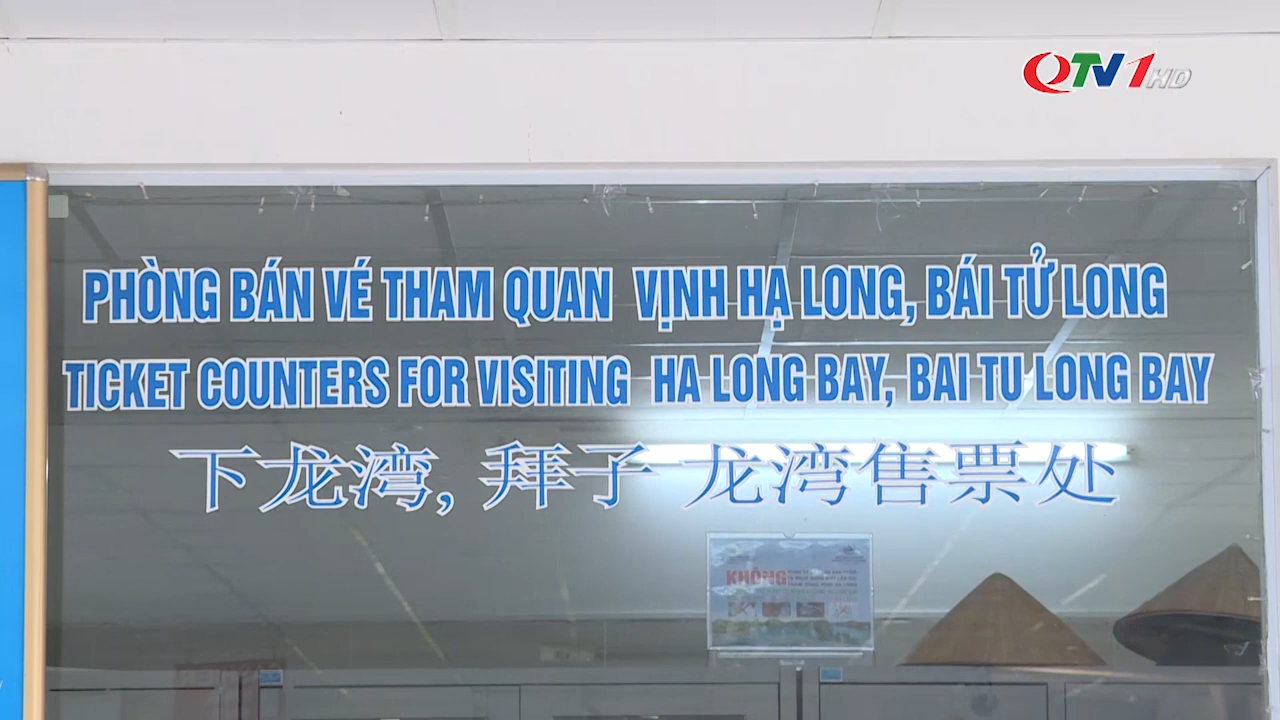 QTV1HD
PHÒNG BÁN VÉ THAM QUAN VỊNH HẠ LONG, BÁI TỬ LONG
TICKET COUNTERS FOR VISITING HA LONG BAY, BAI TU LONG BAY
下龙湾, 拜子 龙湾售票处
KHÔNG